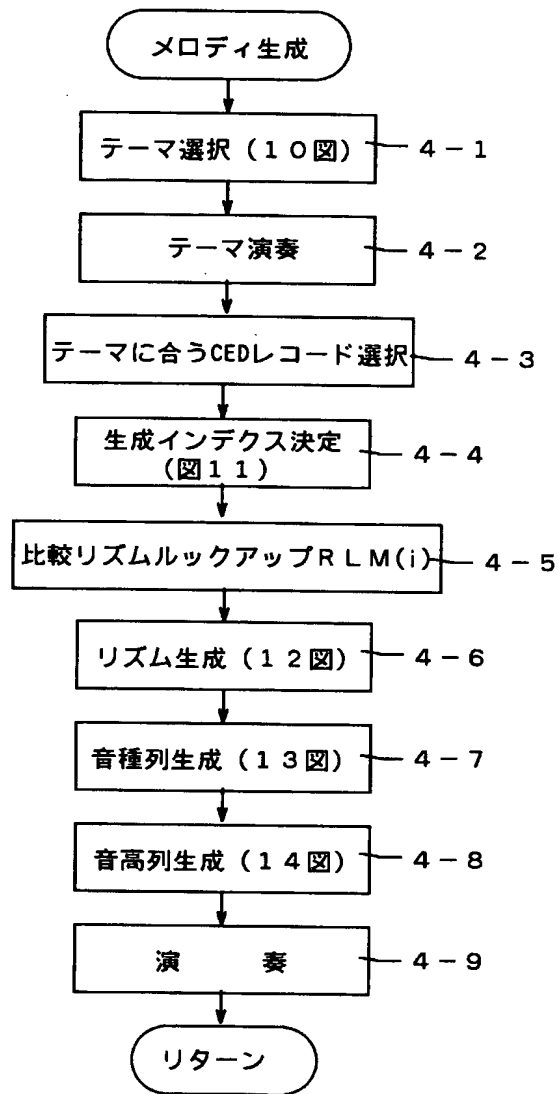 メロディ生成
テーマ選択（１０図） ４－１
テーマ演奏 ４－２
テーマに合うCEDレコード選択 ４－３
生成インデクス決定
（図１１） ４－４
比較リズムルックアップＲＬＭ(i) ４－５
リズム生成（１２図） ４－６
音種列生成（１３図） ４－７
音高列生成（１４図） ４－８
演　　奏 ４－９
リターン